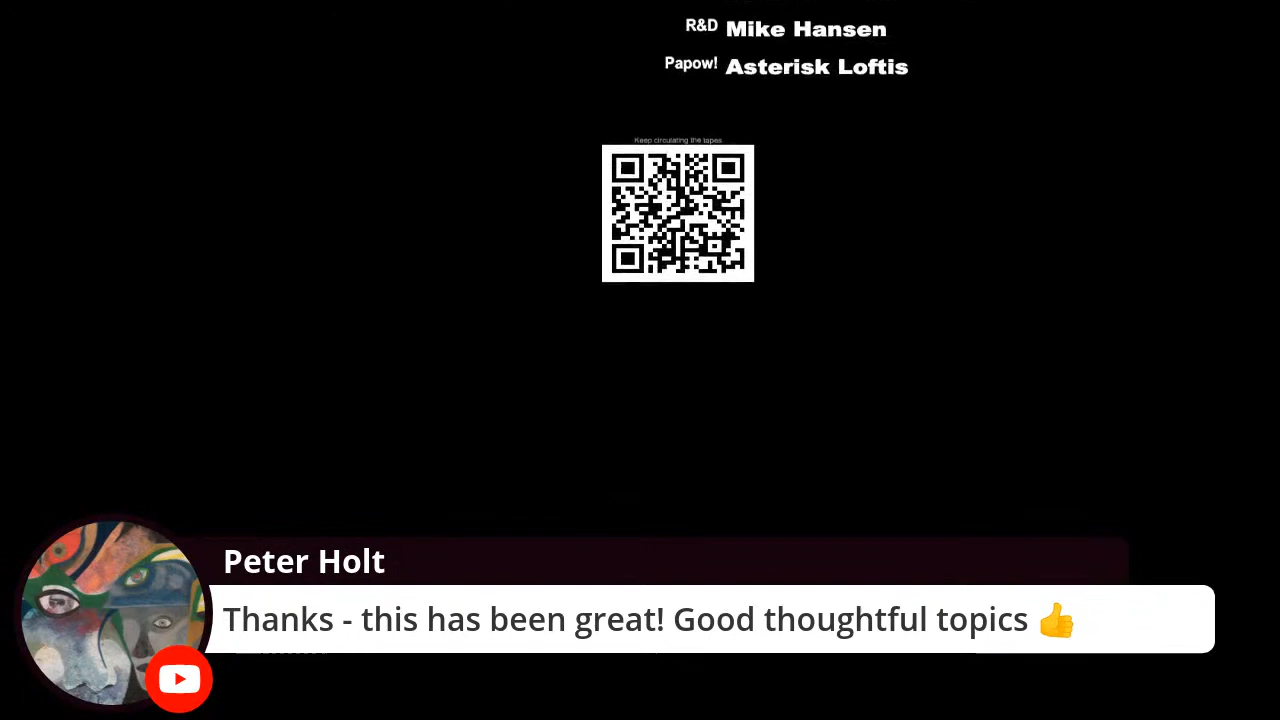 R&D Mike Hansen
Papow! Asterisk Loftis
Keep circulating the tapes
Peter Holt
Thanks - this has been great! Good thoughtful topics 👍